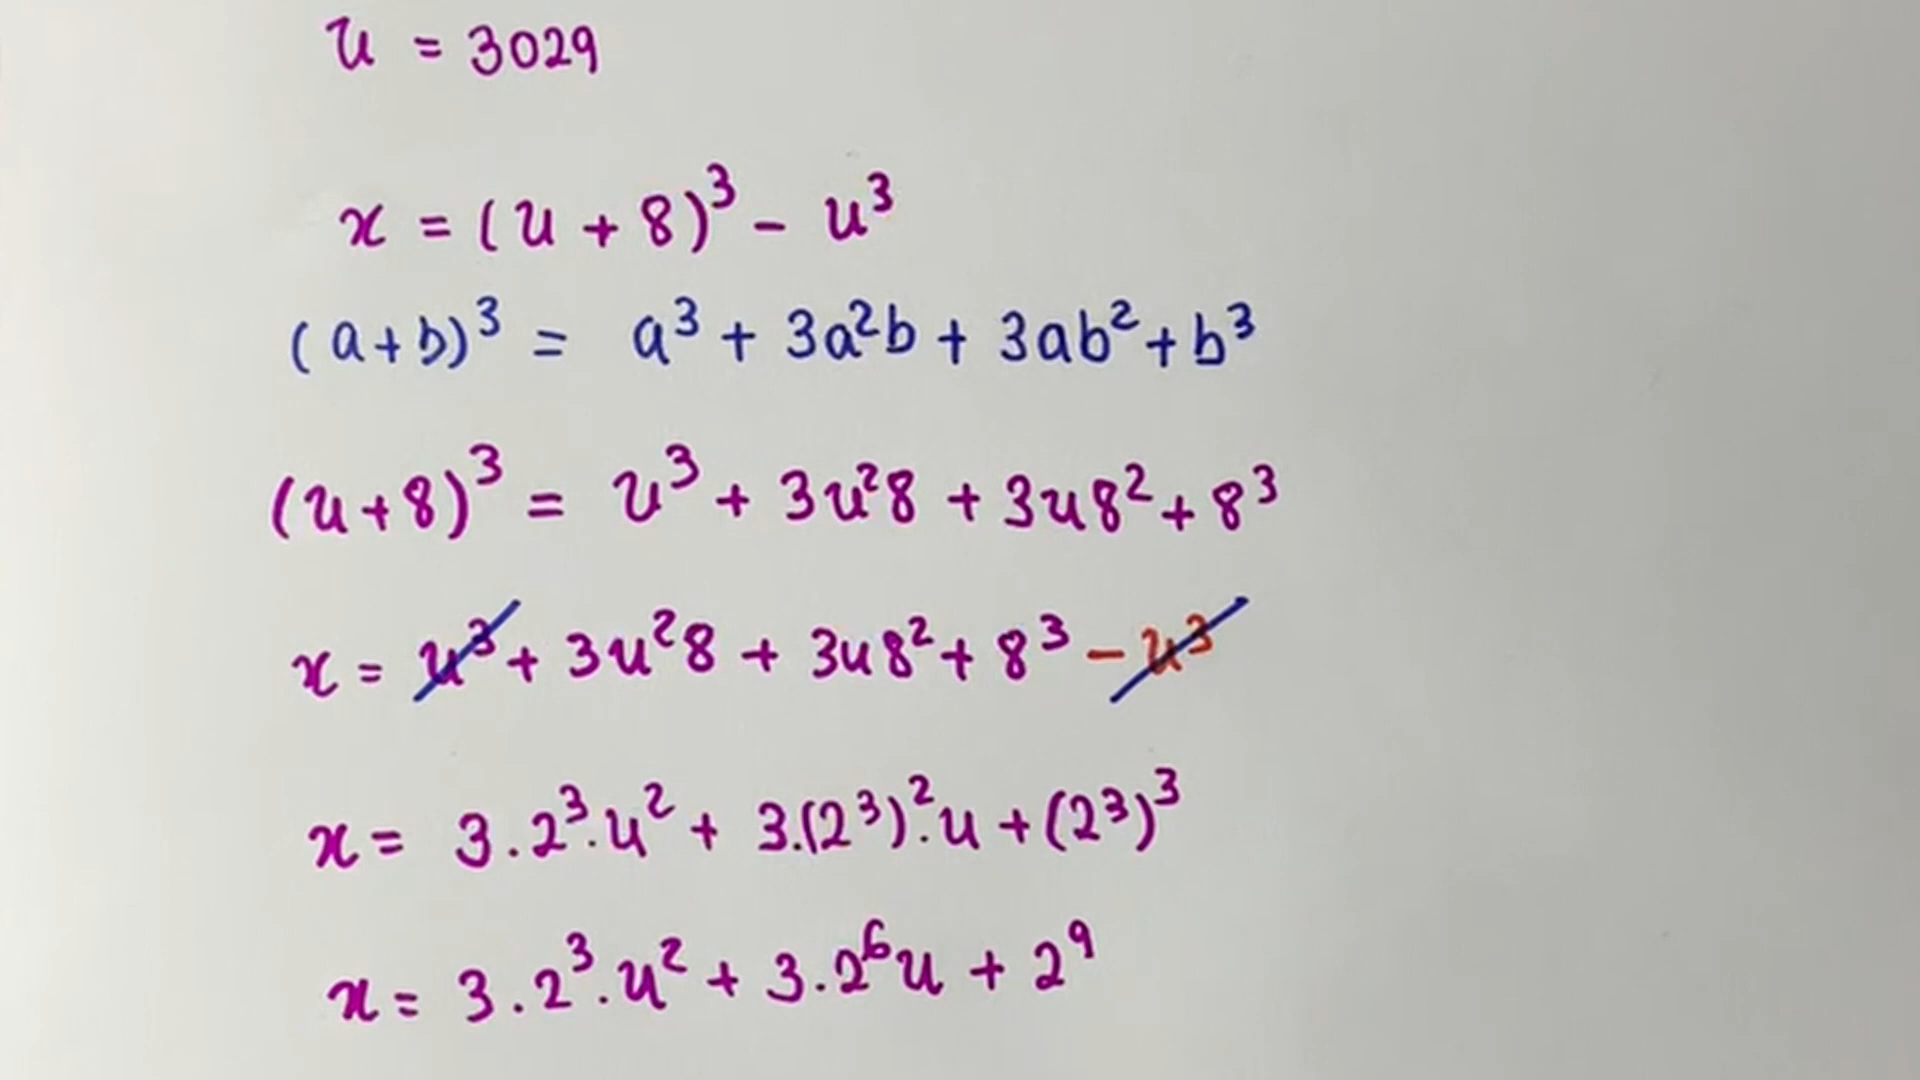 u = 3029
x = (u + 8)³ - u³
(a+b)³ = a³ + 3a²b + 3ab² + b³
(u+8)³ = u³ + 3u²8 + 3u8² + 8³
x = u³ + 3u²8 + 3u8² + 8³ - u³
x = 3.2³.u² + 3.(2³)².u + (2³)³
x = 3.2³.u² + 3.2⁶u + 2⁹